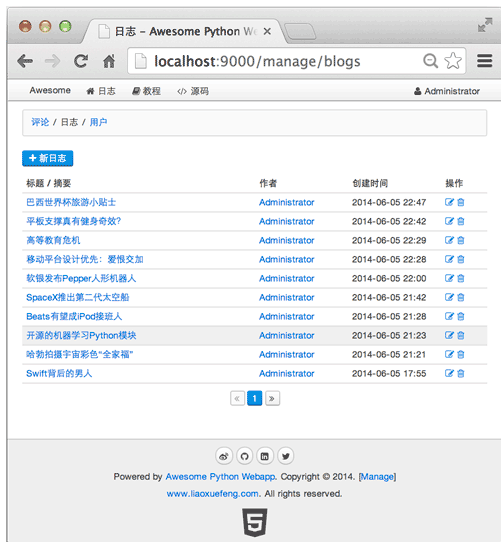 日志 - Awesome Python We
localhost:9000/manage/blogs
Awesome 日志 教程 </> 源码 Administrator
评论 / 日志 / 用户
+ 新日志
标题 / 摘要 作者 创建时间 操作
巴西世界杯旅游小贴士 Administrator 2014-06-05 22:47
平板支撑真有健身奇效? Administrator 2014-06-05 22:42
高等教育危机 Administrator 2014-06-05 22:29
移动平台设计优先：爱恨交加 Administrator 2014-06-05 22:28
软银发布Pepper人形机器人 Administrator 2014-06-05 22:00
SpaceX推出第二代太空船 Administrator 2014-06-05 21:42
Beats有望成iPod接班人 Administrator 2014-06-05 21:28
开源的机器学习Python模块 Administrator 2014-06-05 21:23
哈勃拍摄宇宙彩色“全家福” Administrator 2014-06-05 21:21
Swift背后的男人 Administrator 2014-06-05 17:55
« 1 »
Powered by Awesome Python Webapp. Copyright © 2014. [Manage]
www.liaoxuefeng.com. All rights reserved.
5